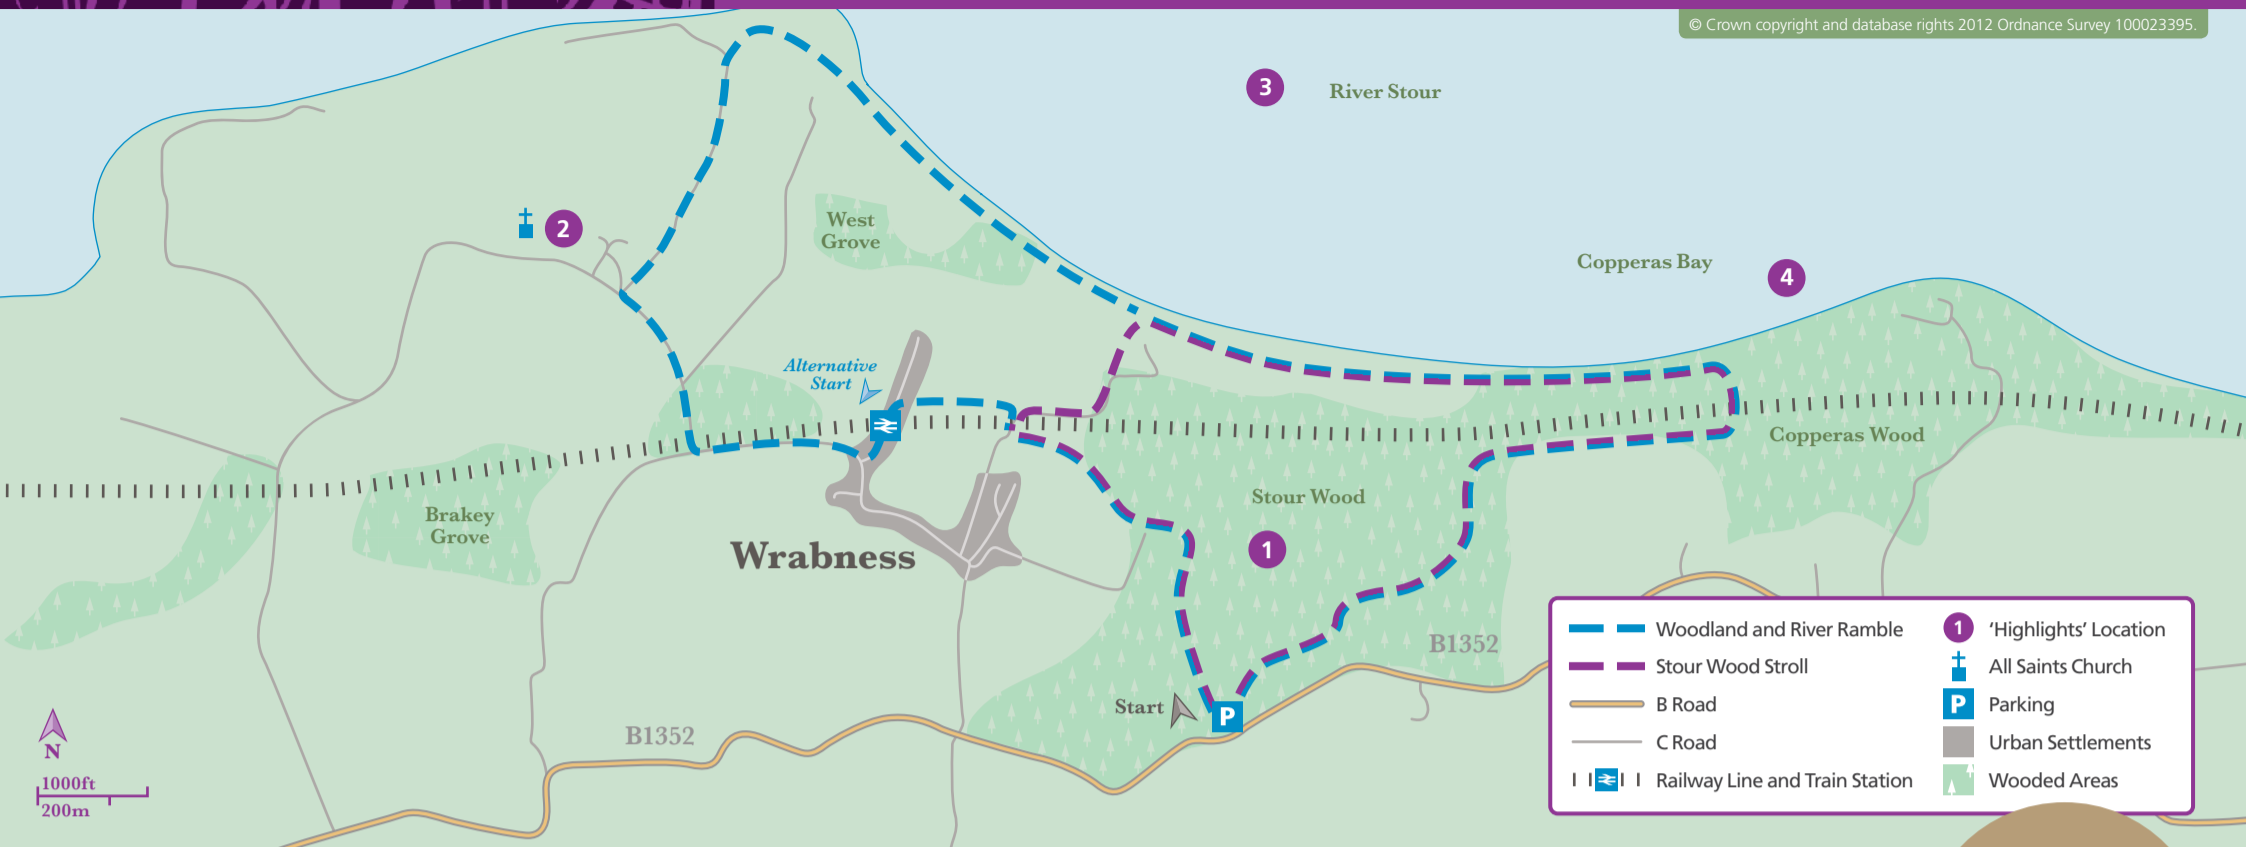 © Crown copyright and database rights 2012 Ordnance Survey 100023395.
3
River Stour
2
West
Grove
Copperas Bay
4
Alternative
Start
Copperas Wood
Brakey
Grove
Stour Wood
1
Wrabness
B1352
Start
P
B1352
N
1000ft
200m
Woodland and River Ramble
Stour Wood Stroll
B Road
C Road
Railway Line and Train Station
1 'Highlights' Location
All Saints Church
P Parking
Urban Settlements
Wooded Areas